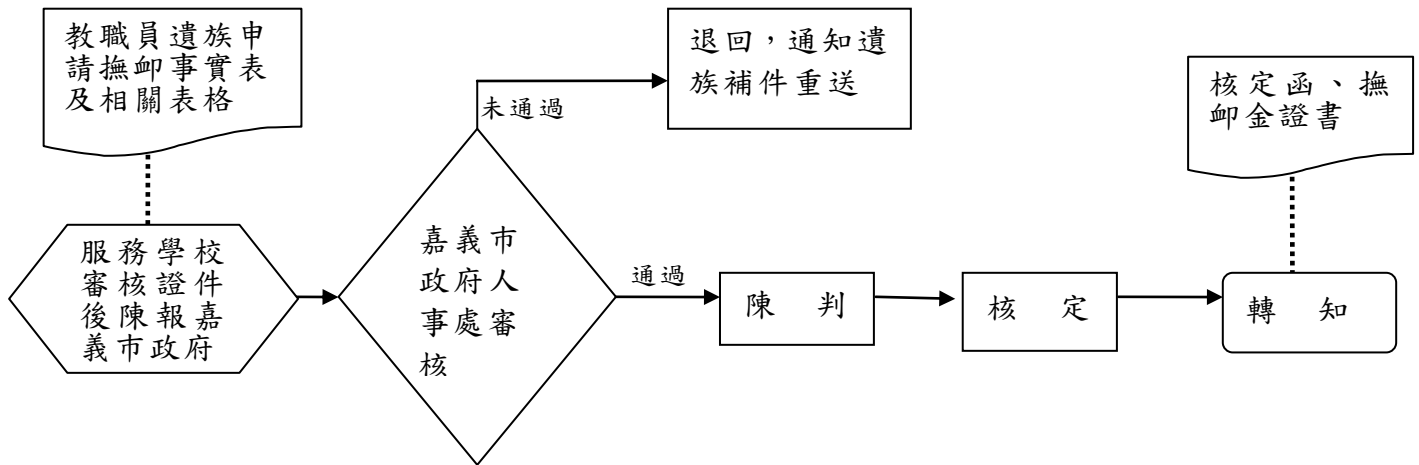 教職員遺族申
請撫卹事實表
及相關表格
服務學校
審核證件
後陳報嘉
義市政府
未通過
退回，通知遺
族補件重送
嘉義市
政府人
事處審
核
通過
陳 判
核 定
核定函、撫
卹金證書
轉 知